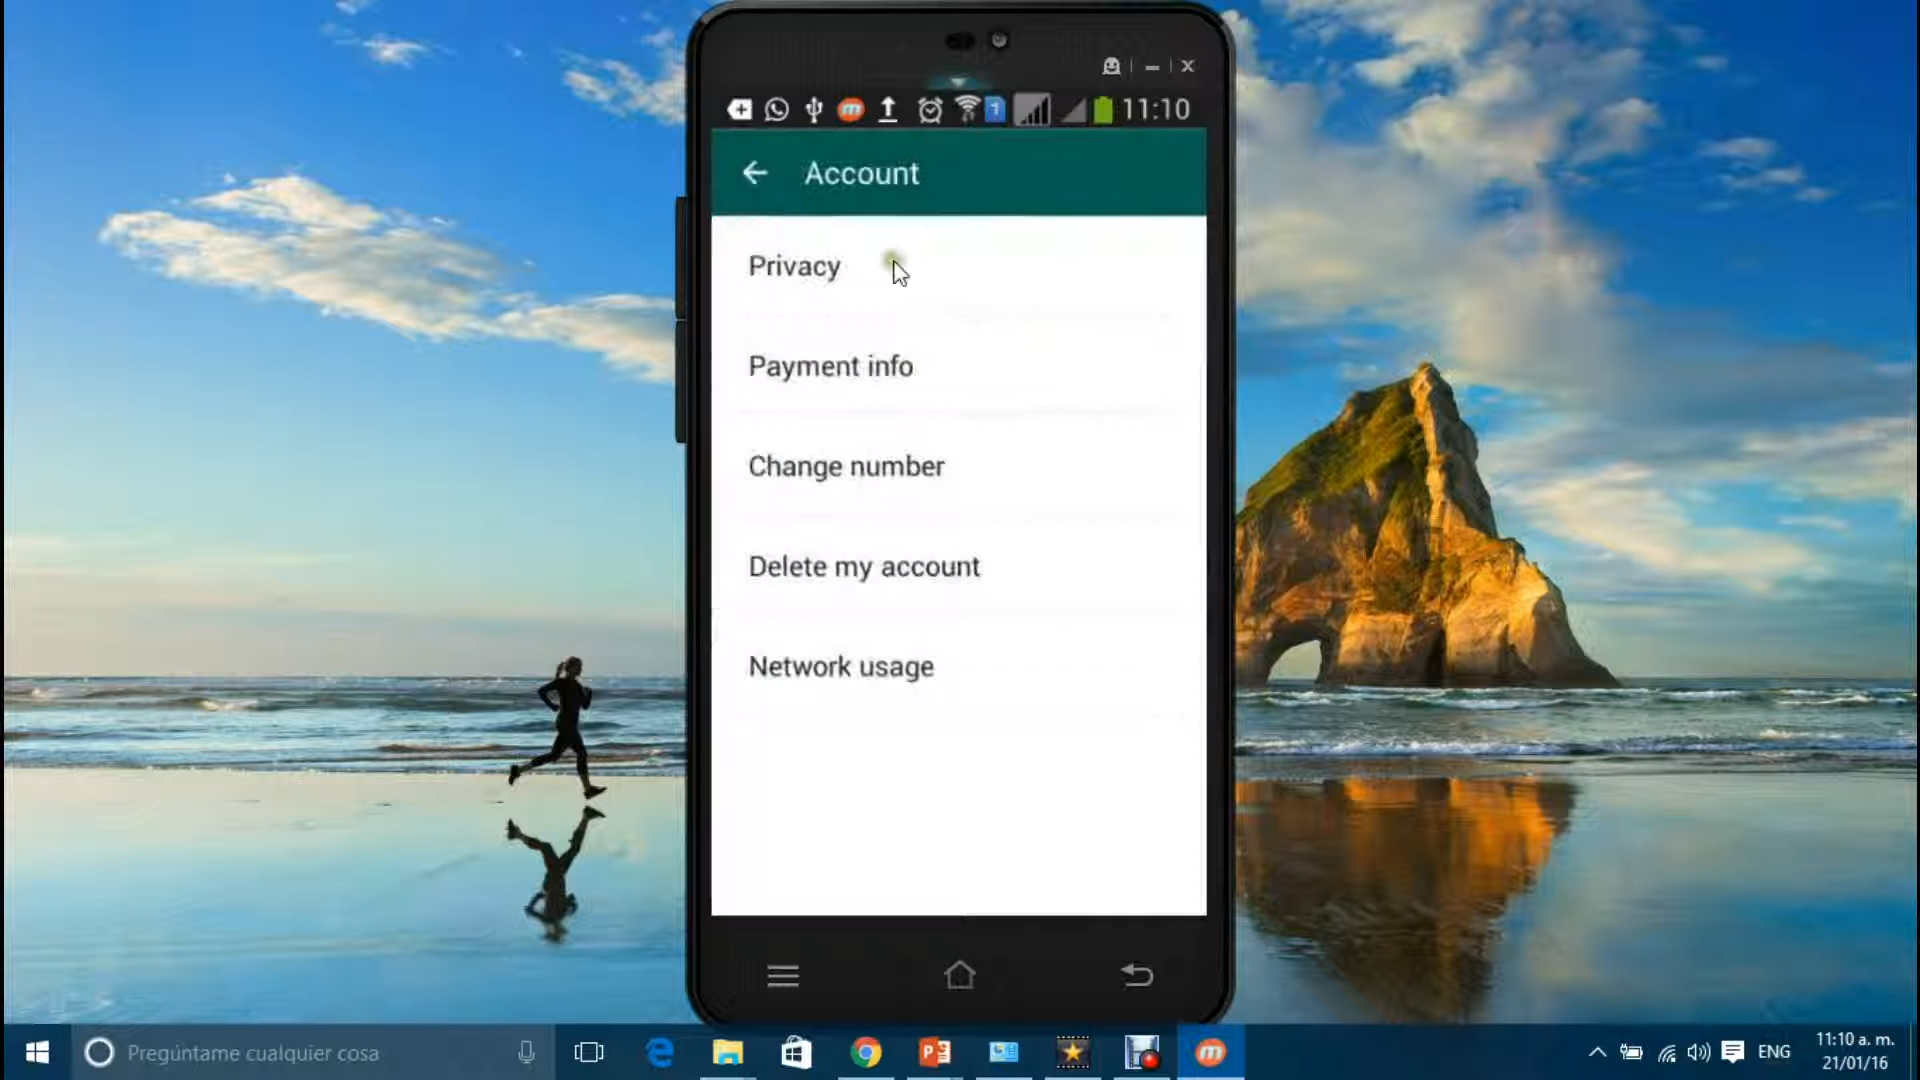 11:10
Account
Privacy
Payment info
Change number
Delete my account
Network usage
Pregúntame cualquier cosa
ENG
11:10 a. m.
21/01/16